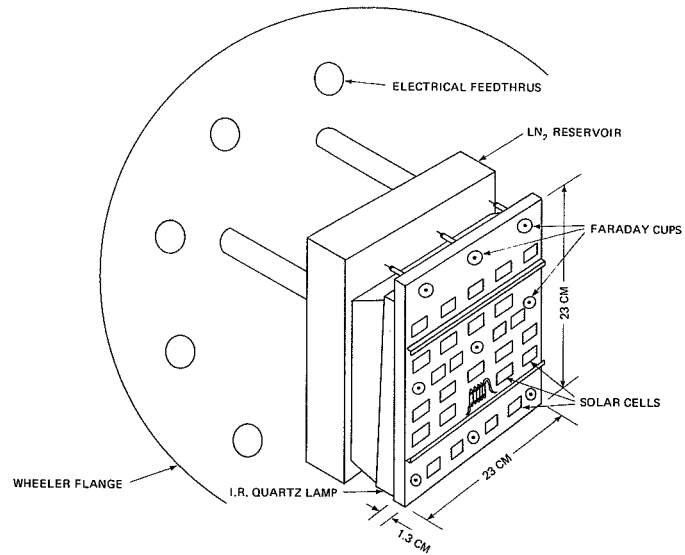 ELECTRICAL FEEDTHRUS
LN2 RESERVOIR
FARADAY CUPS
23 CM
SOLAR CELLS
23 CM
WHEELER FLANGE
I.R. QUARTZ LAMP
1.3 CM